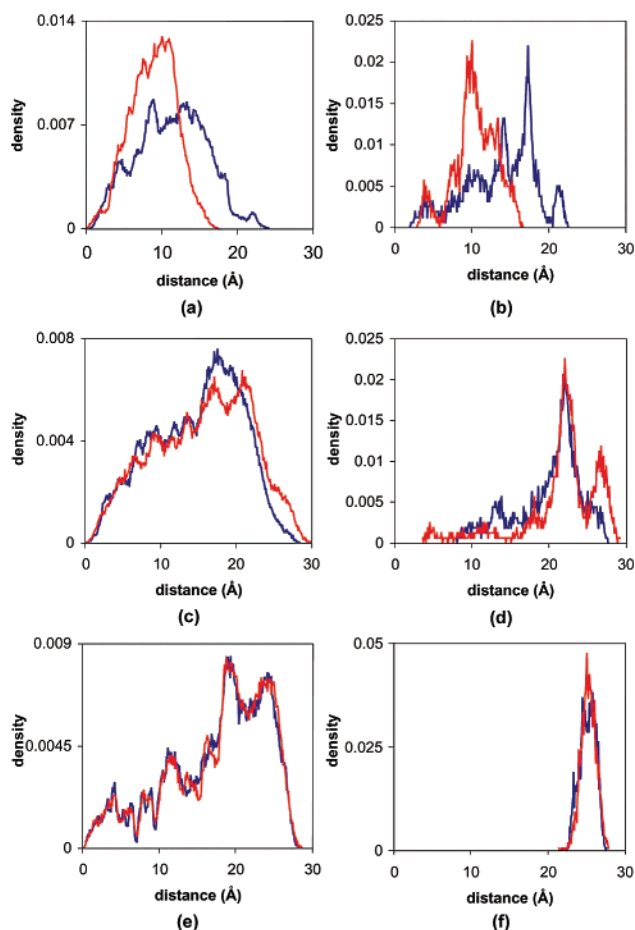 0.014
0.007
0
density
0 10 20 30
distance (Å)
(a)
0.025
0.02
0.015
0.01
0.005
0
density
0 10 20 30
distance (Å)
(b)
0.008
0.004
0
density
0 10 20 30
distance (Å)
(c)
0.025
0.02
0.015
0.01
0.005
0
density
0 10 20 30
distance (Å)
(d)
0.009
0.0045
0
density
0 10 20 30
distance (Å)
(e)
0.05
0.025
0
density
0 10 20 30
distance (Å)
(f)